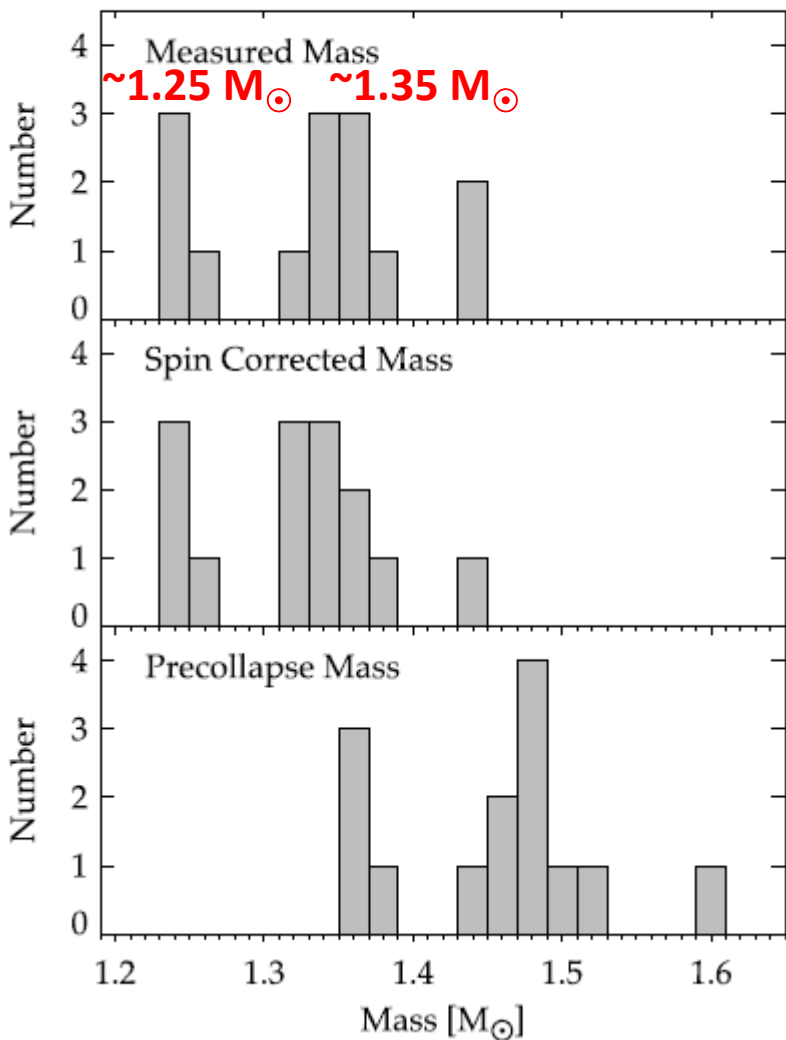 4
Measured Mass
~1.25 M☉ ~1.35 M☉
3
2
1
0
Number
4
Spin Corrected Mass
3
2
1
0
Number
4
Precollapse Mass
3
2
1
0
Number
1.2 1.3 1.4 1.5 1.6
Mass [M☉]